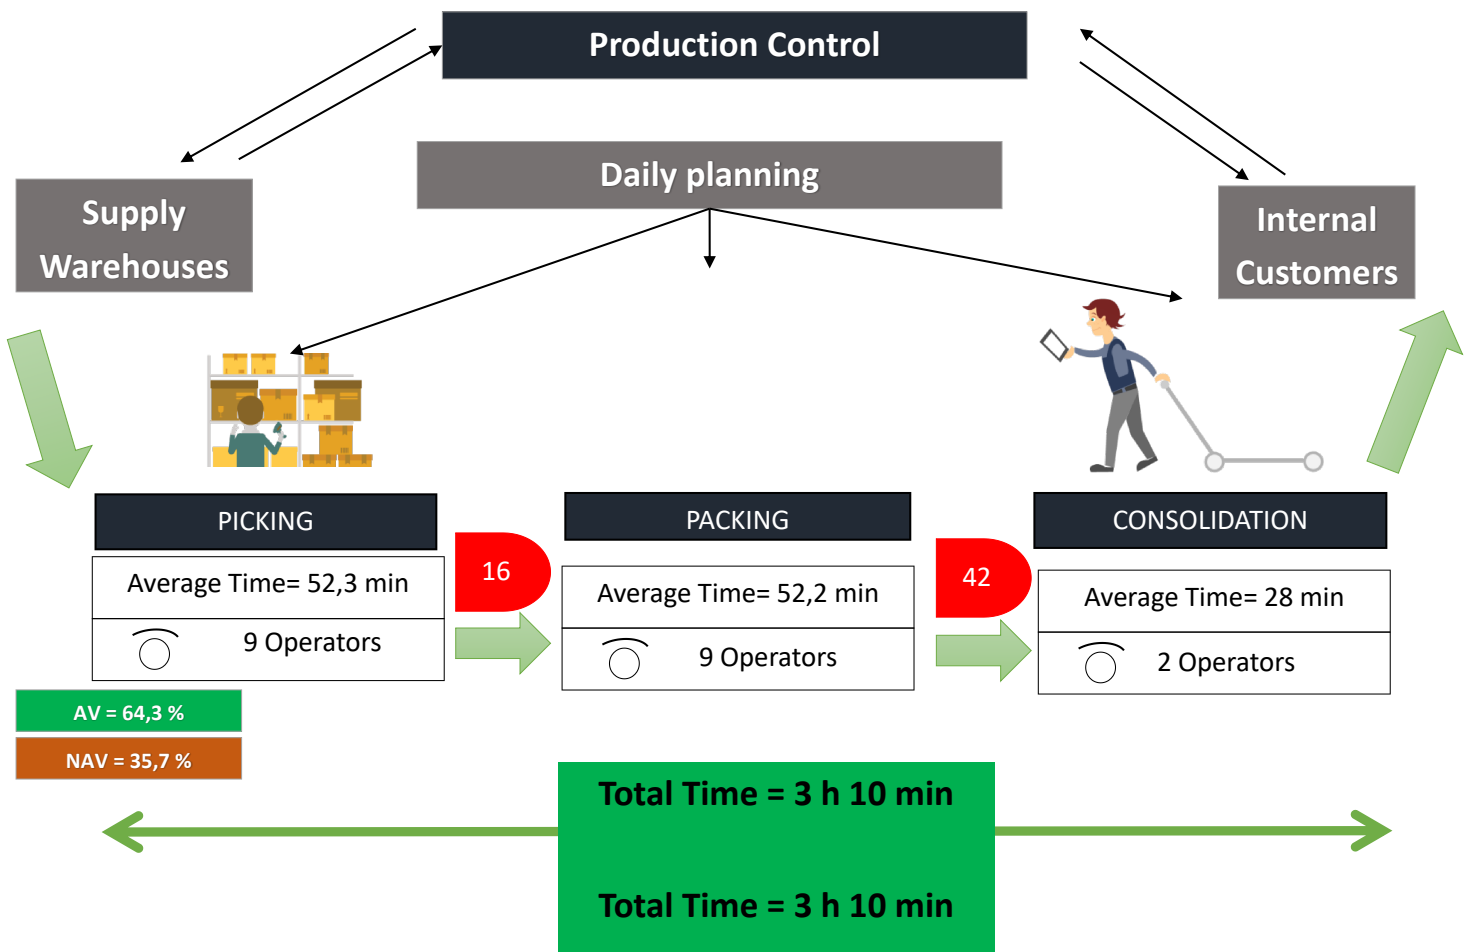 Production Control
Daily planning
Supply
Warehouses
Internal
Customers
PICKING
Average Time= 52,3 min
9 Operators
16
PACKING
Average Time= 52,2 min
9 Operators
42
CONSOLIDATION
Average Time= 28 min
2 Operators
AV = 64,3 %
NAV = 35,7 %
Total Time = 3 h 10 min
Total Time = 3 h 10 min